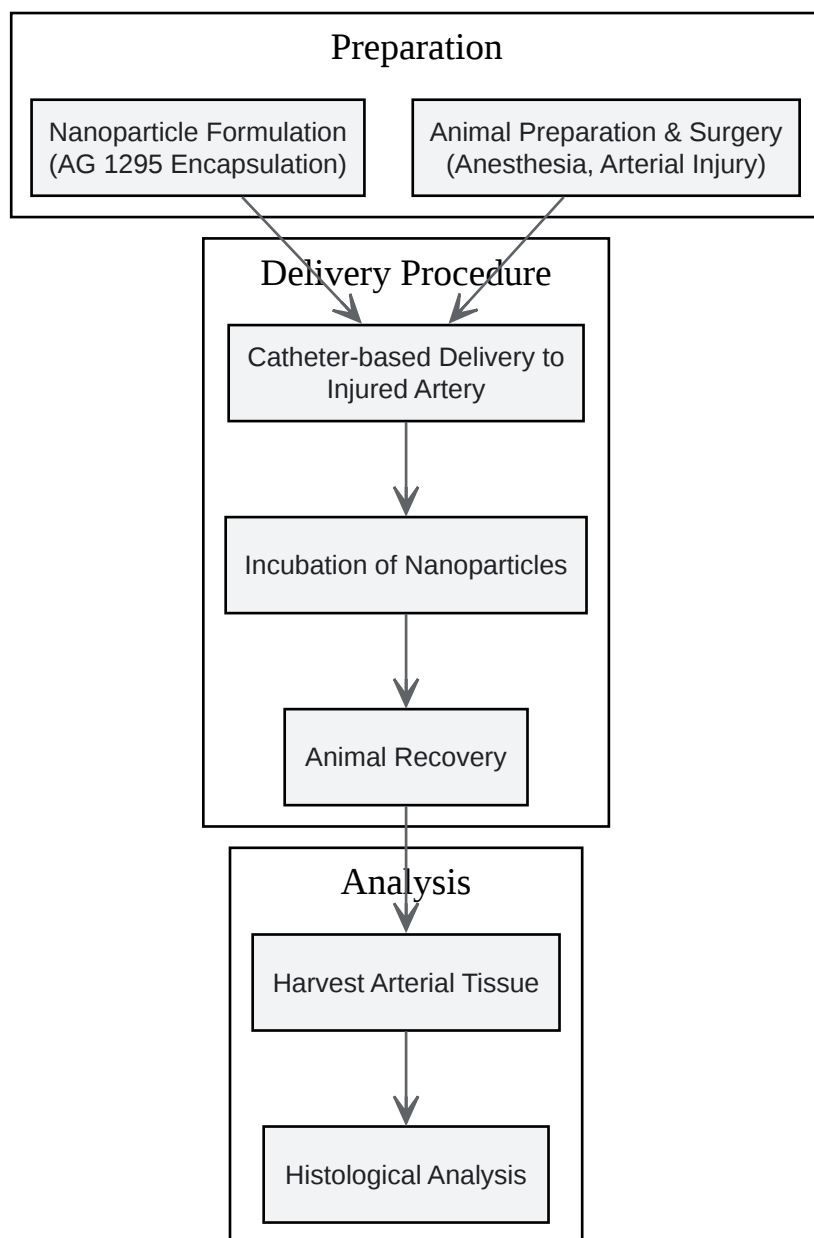 Preparation
Nanoparticle Formulation
(AG 1295 Encapsulation)
Animal Preparation & Surgery
(Anesthesia, Arterial Injury)
Delivery Procedure
Catheter-based Delivery to
Injured Artery
Incubation of Nanoparticles
Animal Recovery
Analysis
Harvest Arterial Tissue
Histological Analysis